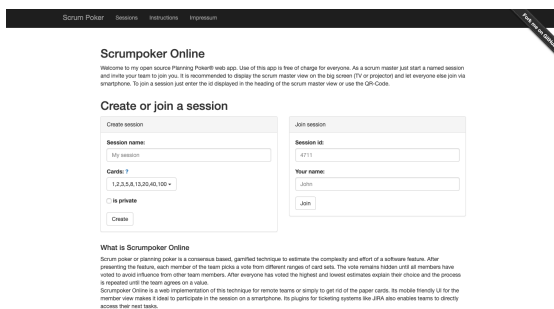 Scrum Poker Sessions Instructions Impressum
Fork me on GitHub
Scrumpoker Online
Welcome to my open source Planning Poker® web app. Use of this app is free of charge for everyone. As a scrum master just start a named session
and invite your team to join you. It is recommended to display the scrum master view on the big screen (TV or projector) and let everyone else join via
smartphone. To join a session just enter the id displayed in the heading of the scrum master view or use the QR-Code.
Create or join a session
Create session
Session name:
My session
Cards: ?
1,2,3,5,8,13,20,40,100
is private
Create
Join session
Session id:
4711
Your name:
John
Join
What is Scrumpoker Online
Scrum poker or planning poker is a consensus based, gamified technique to estimate the complexity and effort of a software feature. After
presenting the feature, each member of the team picks a vote from different ranges of card sets. The vote remains hidden until all members have
voted to avoid influence from other team members. After everyone has voted the highest and lowest estimates explain their choice and the process
is repeated until the team agrees on a value.
Scrumpoker Online is a web implementation of this technique for remote teams or simply to get rid of the paper cards. Its mobile friendly UI for the
member view makes it ideal to participate in the session on a smartphone. Its plugins for ticketing systems like JIRA also enables teams to directly
access their next tasks.